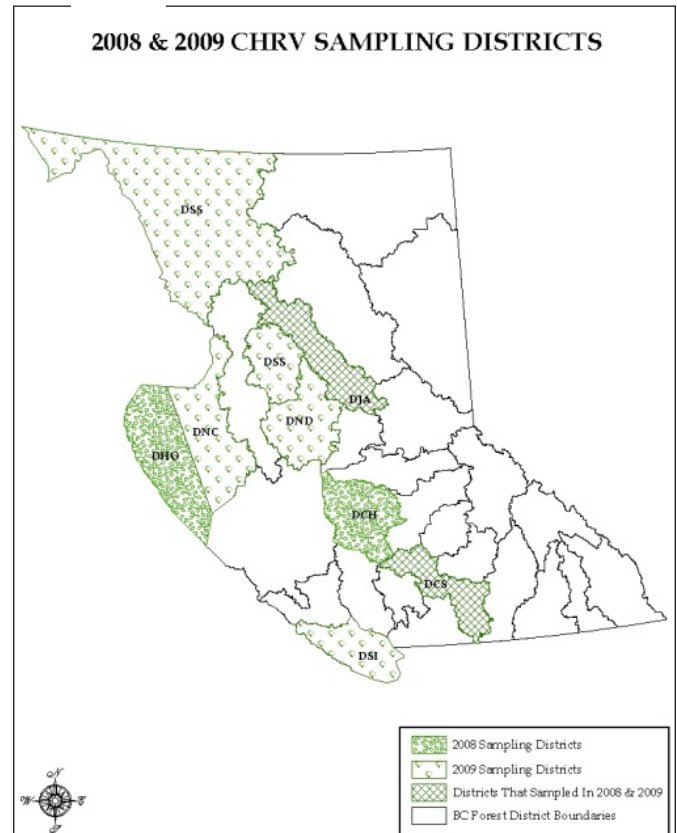 2008 & 2009 CHRV SAMPLING DISTRICTS
DSS
DSS
DJA
DND
DNC
DHQ
DCH
DCS
DSI
N
W E
S
2008 Sampling Districts
2009 Sampling Districts
Districts That Sampled In 2008 & 2009
BC Forest District Boundaries